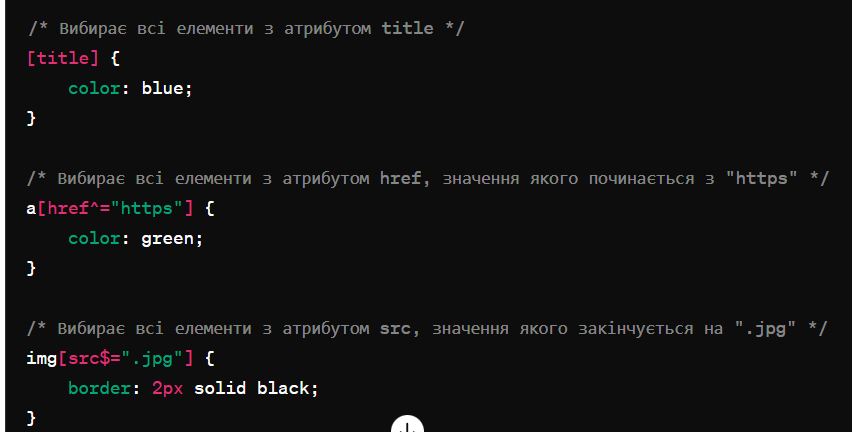 /* Вибирає всі елементи з атрибутом title */
[title] {
    color: blue;
}
/* Вибирає всі елементи з атрибутом href, значення якого починається з "https" */
a[href^="https"] {
    color: green;
}
/* Вибирає всі елементи з атрибутом src, значення якого закінчується на ".jpg" */
img[src$=".jpg"] {
    border: 2px solid black;
}